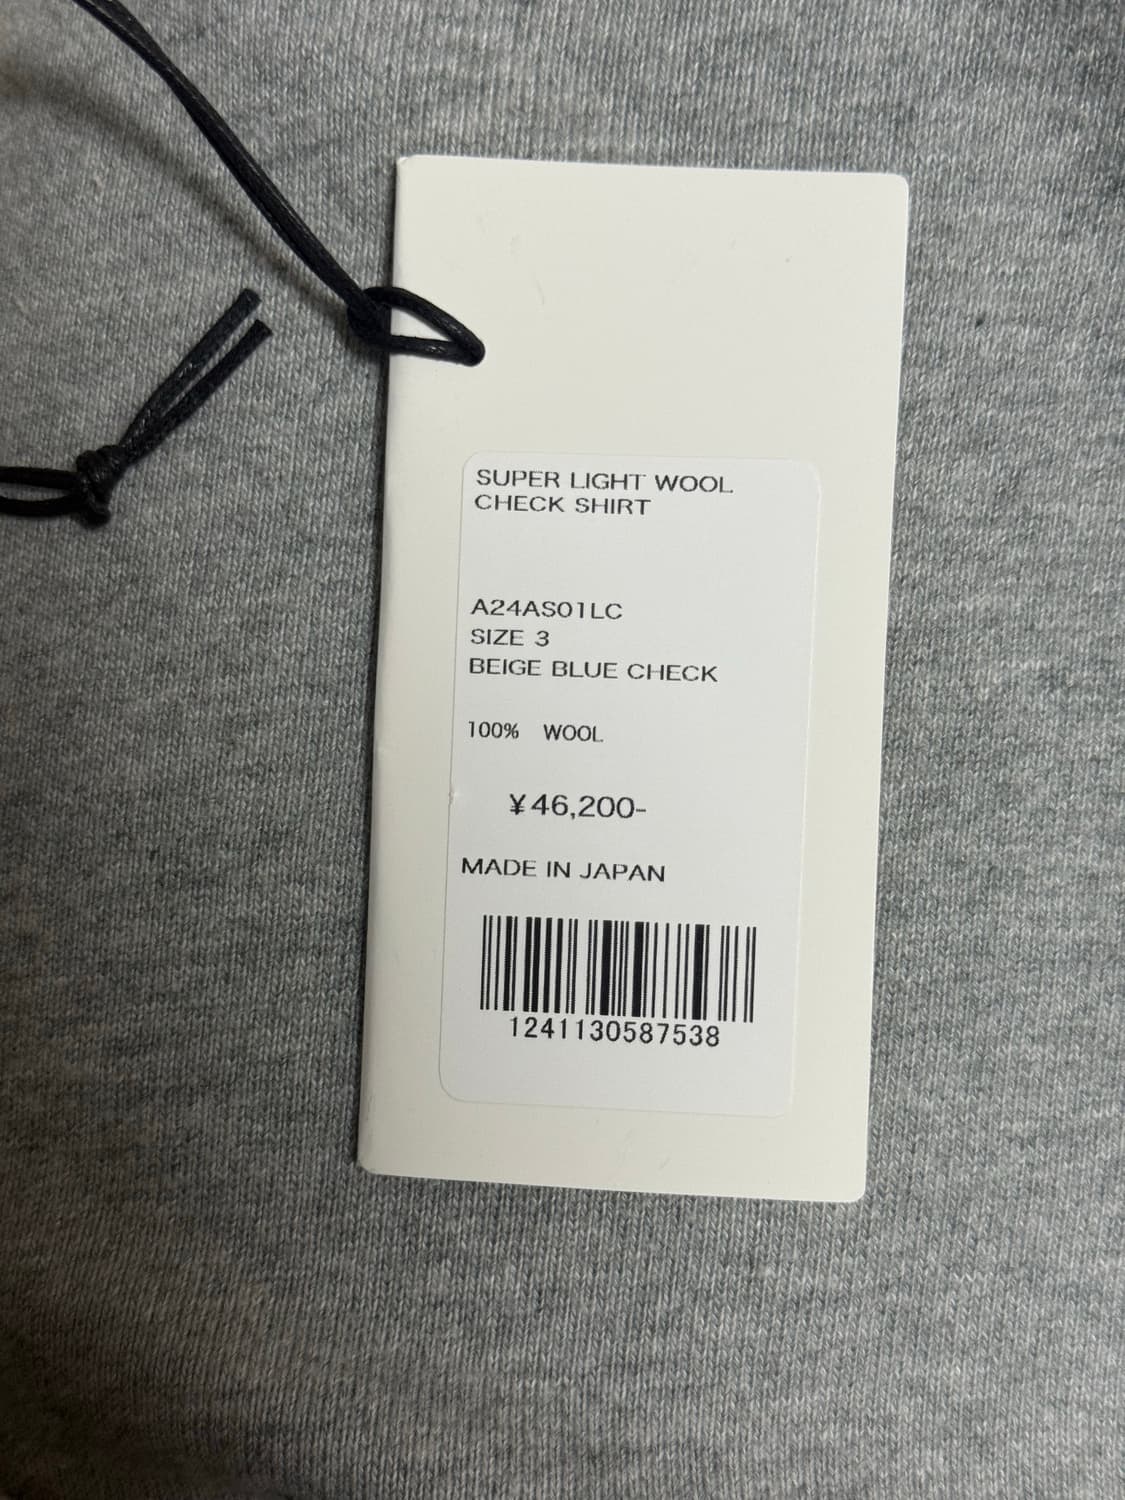 SUPER LIGHT WOOL
CHECK SHIRT
A24AS01LC
SIZE 3
BEIGE BLUE CHECK
100% WOOL
¥46,200-
MADE IN JAPAN
1241130587538